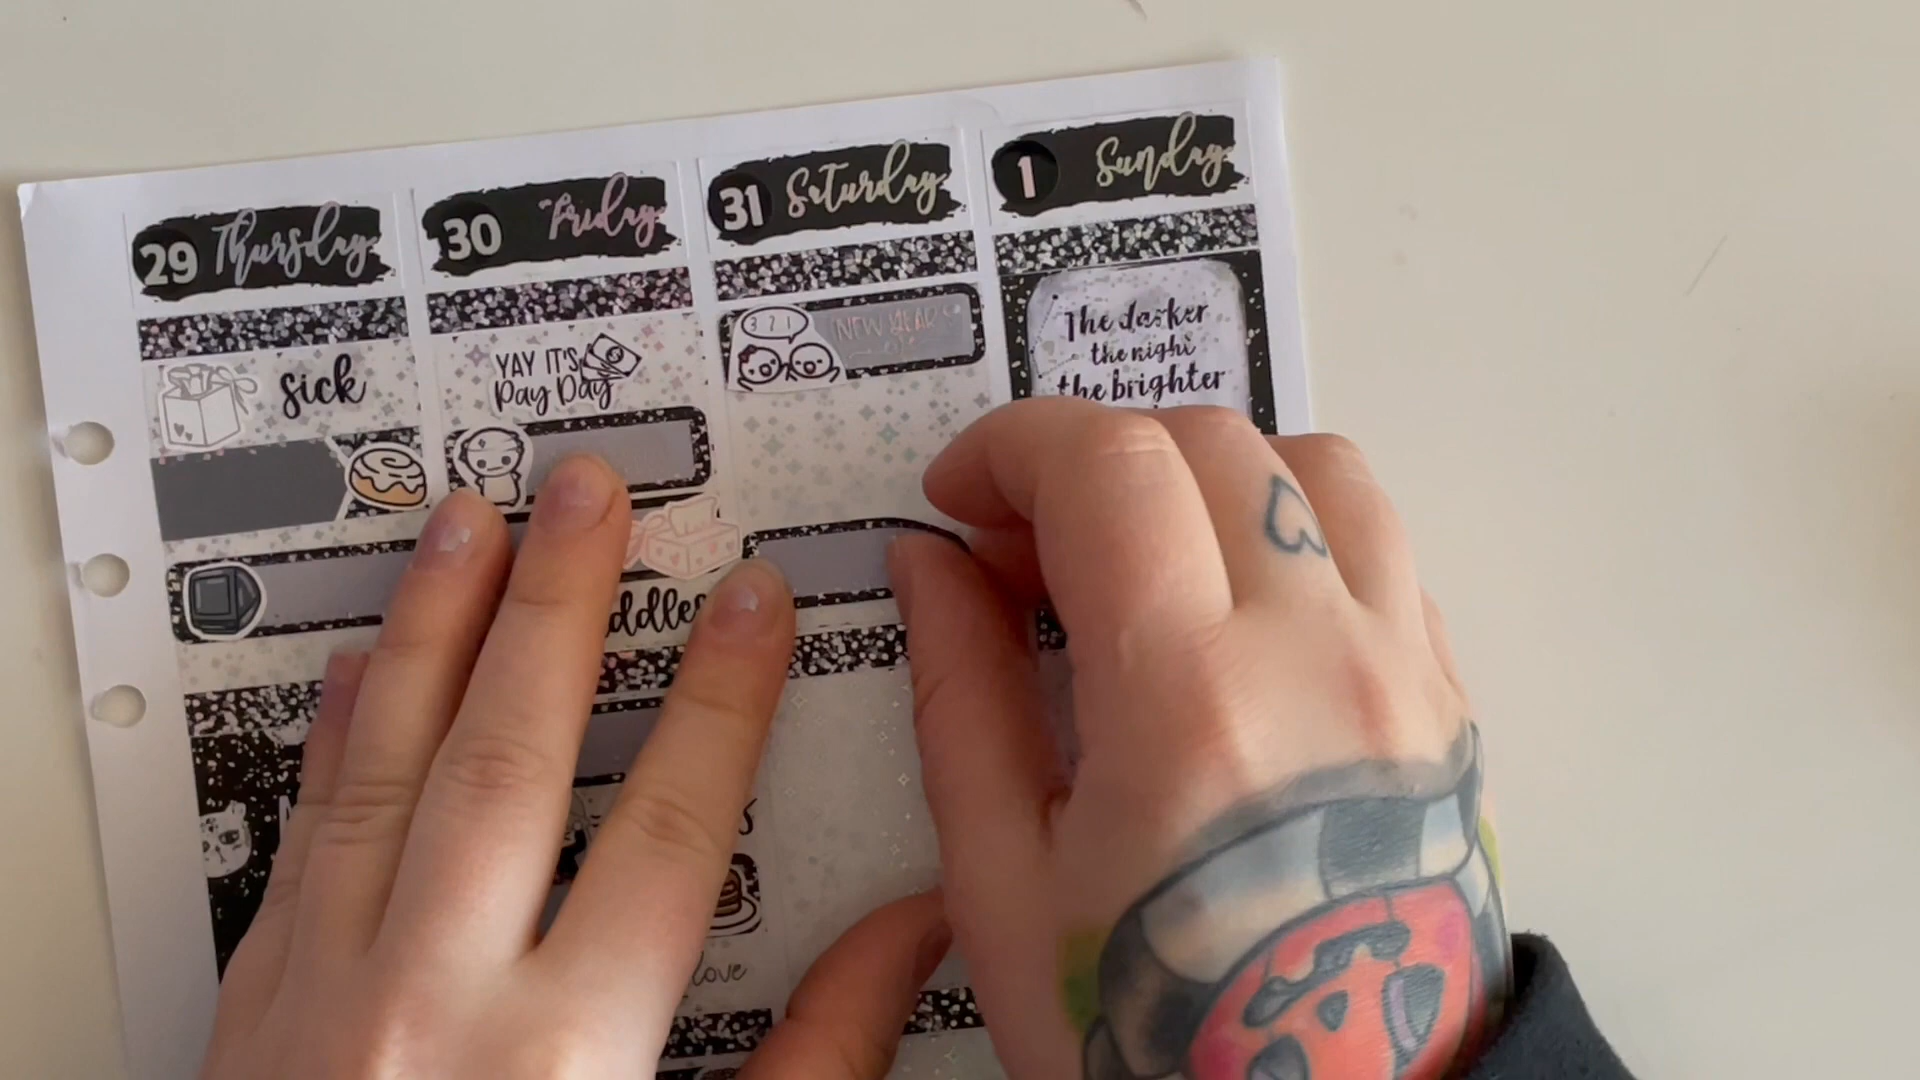 29 Thursday
30 Friday
31 Saturday
1 Sunday
sick
YAY IT'S
Pay Day
3 2 1
NEW YEAR
The darker
the night
the brighter
ddles
love